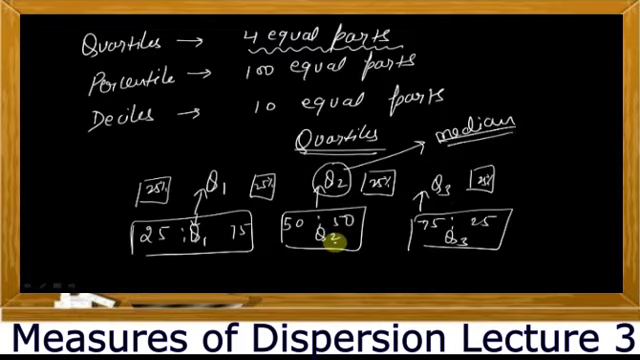 Quartiles → 4 equal parts
Percentile → 100 equal parts
Deciles → 10 equal parts
Quartiles
median
25% Q1 25% Q2 25% Q3 25%
25 : Q1 75
50 : 50
Q2
75 : 25
Q3
Measures of Dispersion Lecture 3